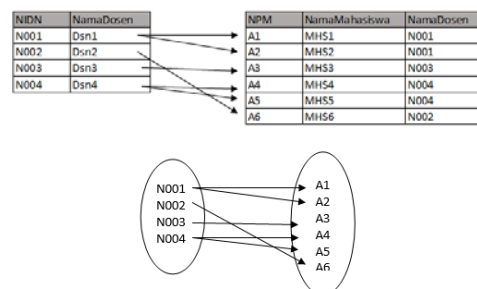 NIDN NamaDosen
N001 Dsn1
N002 Dsn2
N003 Dsn3
N004 Dsn4
NPM NamaMahasiswa NamaDosen
A1 MHS1 N001
A2 MHS2 N001
A3 MHS3 N003
A4 MHS4 N004
A5 MHS5 N004
A6 MHS6 N002
N001
N002
N003
N004
A1
A2
A3
A4
A5
A6